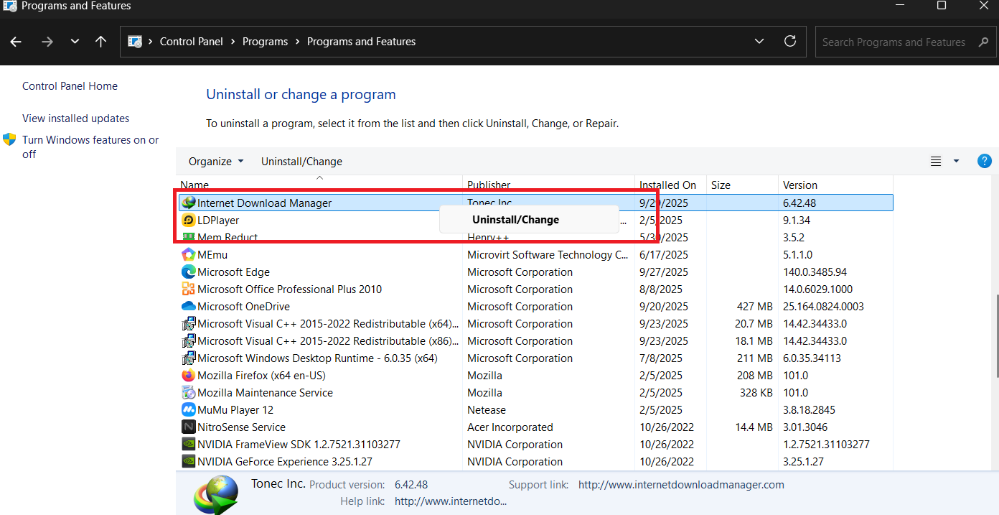 Programs and Features
Control Panel > Programs > Programs and Features
Search Programs and Features
Control Panel Home
View installed updates
Turn Windows features on or
off
Uninstall or change a program
To uninstall a program, select it from the list and then click Uninstall, Change, or Repair.
Organize Uninstall/Change
Name Publisher Installed On Size Version
Internet Download Manager Tonec Inc. 9/29/2025 6.42.48
Uninstall/Change
LDPlayer ... 2/5/2025 9.1.34
Mem Reduct Henry++ 5/30/2025 3.5.2
MEmu Microvirt Software Technology C... 6/17/2025 5.1.1.0
Microsoft Edge Microsoft Corporation 9/27/2025 140.0.3485.94
Microsoft Office Professional Plus 2010 Microsoft Corporation 8/8/2025 14.0.6029.1000
Microsoft OneDrive Microsoft Corporation 9/20/2025 427 MB 25.164.0824.0003
Microsoft Visual C++ 2015-2022 Redistributable (x64)... Microsoft Corporation 9/23/2025 20.7 MB 14.42.34433.0
Microsoft Visual C++ 2015-2022 Redistributable (x86)... Microsoft Corporation 9/23/2025 18.1 MB 14.42.34433.0
Microsoft Windows Desktop Runtime - 6.0.35 (x64) Microsoft Corporation 7/8/2025 211 MB 6.0.35.34113
Mozilla Firefox (x64 en-US) Mozilla 2/5/2025 208 MB 101.0
Mozilla Maintenance Service Mozilla 2/5/2025 328 KB 101.0
MuMu Player 12 Netease 2/5/2025 3.8.18.2845
NitroSense Service Acer Incorporated 10/26/2022 14.4 MB 3.01.3046
NVIDIA FrameView SDK 1.2.7521.31103277 NVIDIA Corporation 10/26/2022 1.2.7521.31103277
NVIDIA GeForce Experience 3.25.1.27 NVIDIA Corporation 10/26/2022 3.25.1.27
Tonec Inc. Product version: 6.42.48 Support link: http://www.internetdownloadmanager.com
Help link: http://www.internetdo...